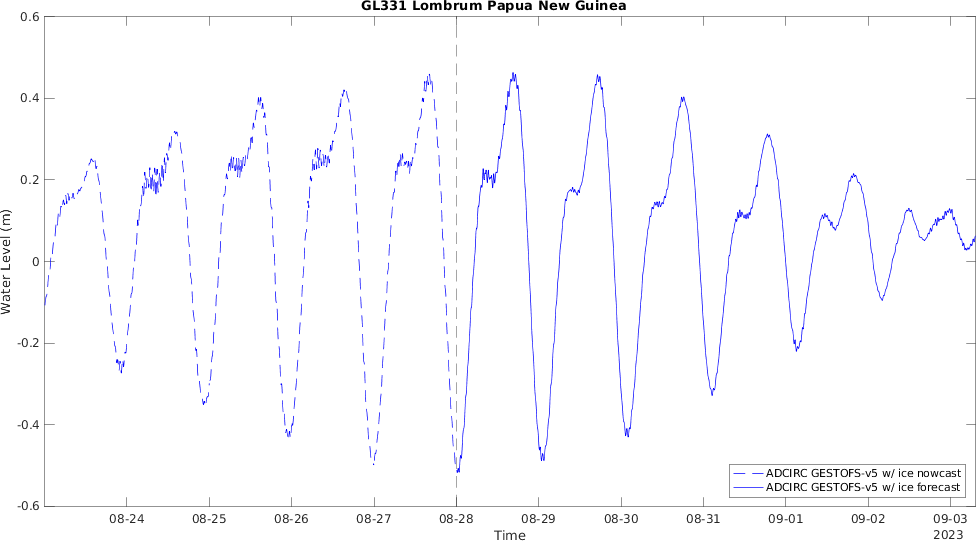 GL331 Lombrum Papua New Guinea
0.6
0.4
0.2
0
-0.2
-0.4
-0.6
Water Level (m)
ADCIRC GESTOFS-v5 w/ ice nowcast
ADCIRC GESTOFS-v5 w/ ice forecast
08-24 08-25 08-26 08-27 08-28 08-29 08-30 08-31 09-01 09-02 09-03
2023
Time